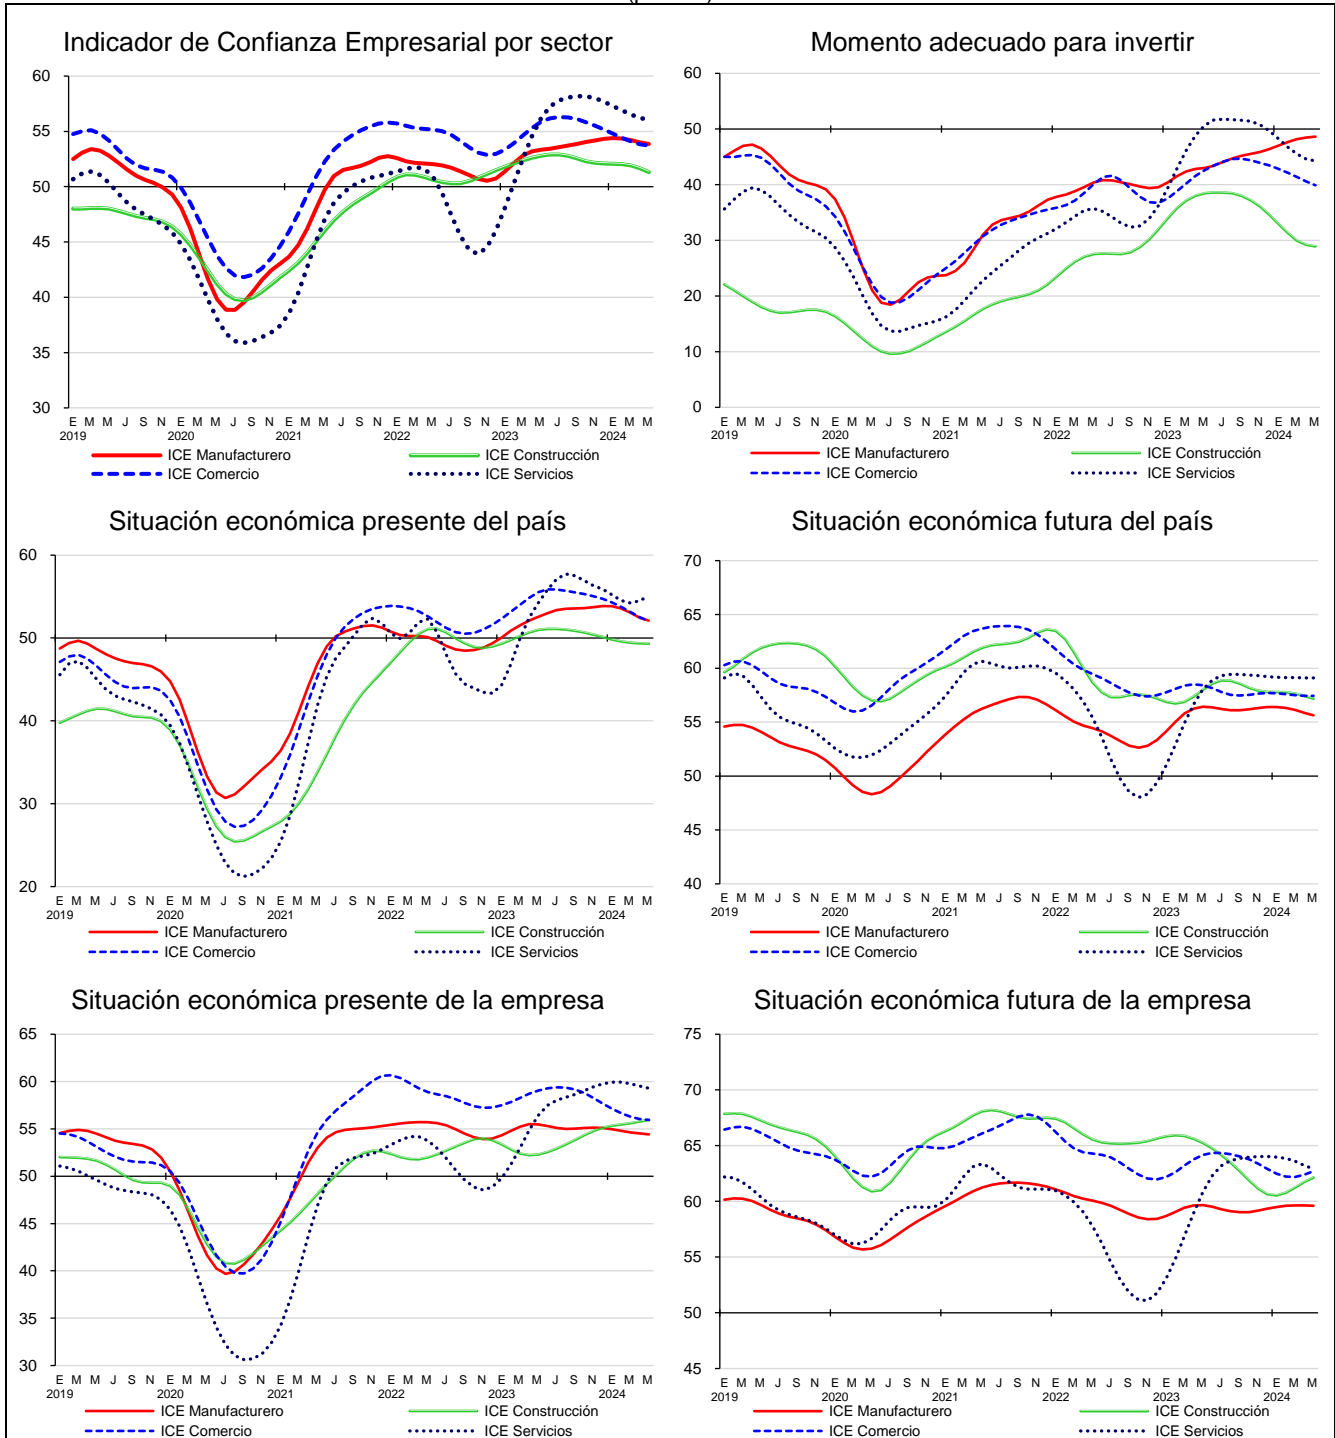 Indicador de Confianza Empresarial por sector
60
55
50
45
40
35
30
E M M J S N E M M J S N E M M J S N E M M J S N E M M J S N E M M
2019 2020 2021 2022 2023 2024
ICE Manufacturero ICE Construcción
ICE Comercio ICE Servicios
Momento adecuado para invertir
60
50
40
30
20
10
0
E M M J S N E M M J S N E M M J S N E M M J S N E M M J S N E M M
2019 2020 2021 2022 2023 2024
ICE Manufacturero ICE Construcción
ICE Comercio ICE Servicios
Situación económica presente del país
60
50
40
30
20
E M M J S N E M M J S N E M M J S N E M M J S N E M M J S N E M M
2019 2020 2021 2022 2023 2024
ICE Manufacturero ICE Construcción
ICE Comercio ICE Servicios
Situación económica futura del país
70
65
60
55
50
45
40
E M M J S N E M M J S N E M M J S N E M M J S N E M M J S N E M M
2019 2020 2021 2022 2023 2024
ICE Manufacturero ICE Construcción
ICE Comercio ICE Servicios
Situación económica presente de la empresa
65
60
55
50
45
40
35
30
E M M J S N E M M J S N E M M J S N E M M J S N E M M J S N E M M
2019 2020 2021 2022 2023 2024
ICE Manufacturero ICE Construcción
ICE Comercio ICE Servicios
Situación económica futura de la empresa
75
70
65
60
55
50
45
E M M J S N E M M J S N E M M J S N E M M J S N E M M J S N E M M
2019 2020 2021 2022 2023 2024
ICE Manufacturero ICE Construcción
ICE Comercio ICE Servicios